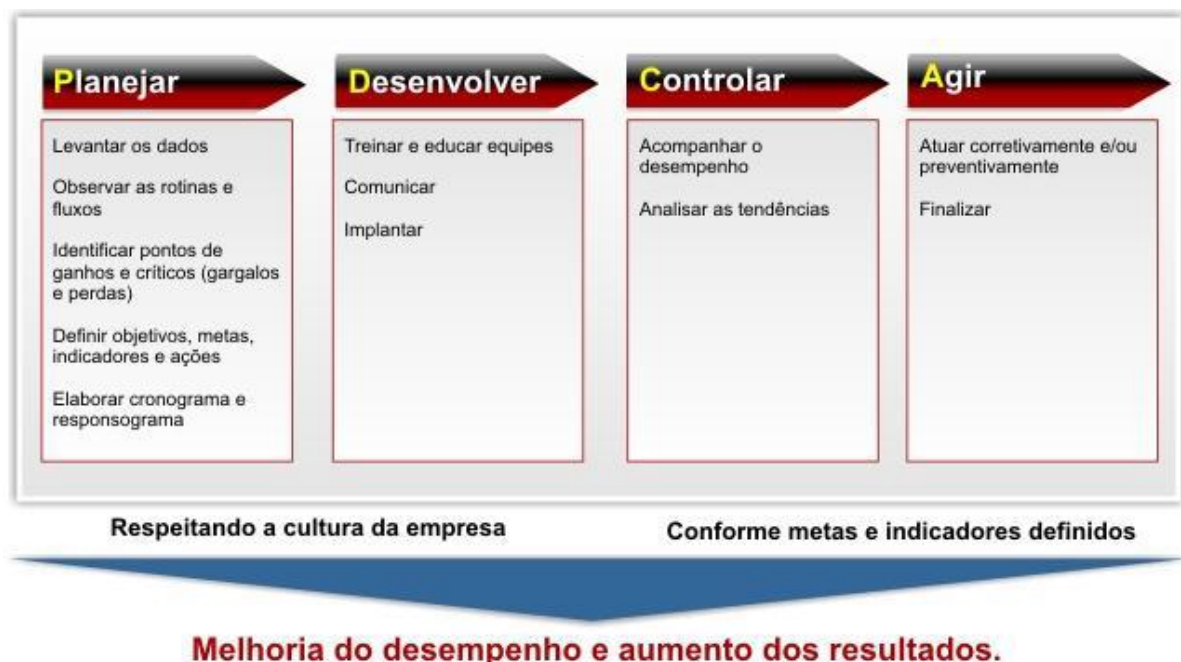 Planejar
Levantar os dados
Observar as rotinas e
fluxos
Identificar pontos de
ganhos e críticos (gargalos
e perdas)
Definir objetivos, metas,
indicadores e ações
Elaborar cronograma e
responsograma
Desenvolver
Treinar e educar equipes
Comunicar
Implantar
Controlar
Acompanhar o
desempenho
Analisar as tendências
Agir
Atuar corretivamente e/ou
preventivamente
Finalizar
Respeitando a cultura da empresa
Conforme metas e indicadores definidos
Melhoria do desempenho e aumento dos resultados.